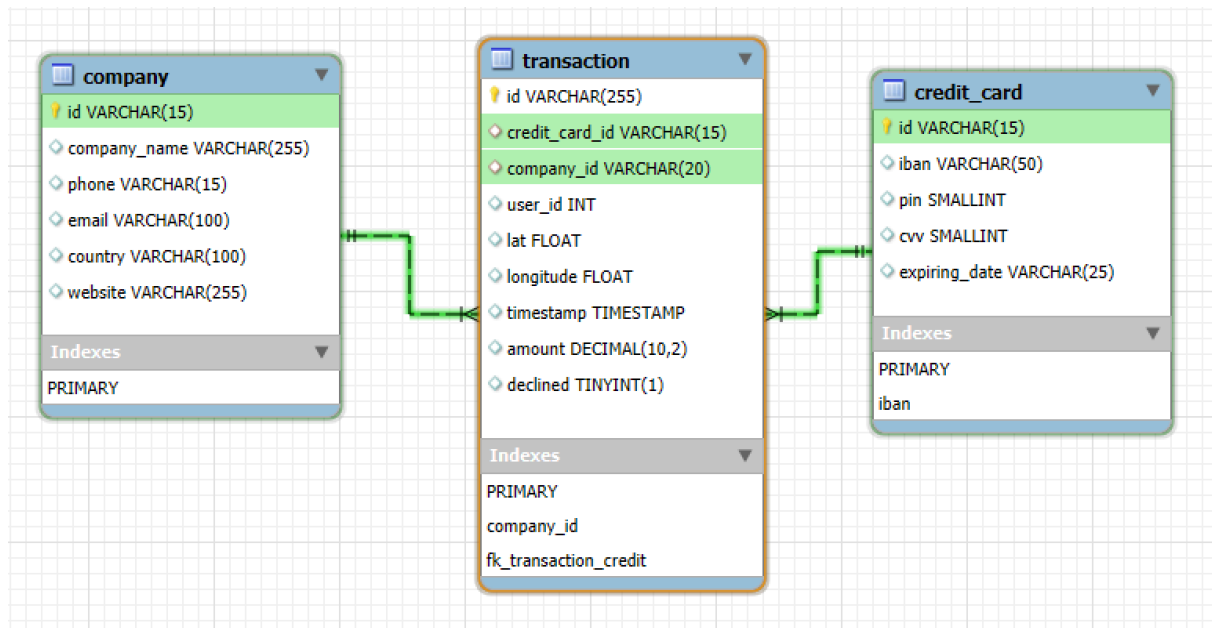 company
id VARCHAR(15)
company_name VARCHAR(255)
phone VARCHAR(15)
email VARCHAR(100)
country VARCHAR(100)
website VARCHAR(255)
Indexes
PRIMARY
transaction
id VARCHAR(255)
credit_card_id VARCHAR(15)
company_id VARCHAR(20)
user_id INT
lat FLOAT
longitude FLOAT
timestamp TIMESTAMP
amount DECIMAL(10,2)
declined TINYINT(1)
Indexes
PRIMARY
company_id
fk_transaction_credit
credit_card
id VARCHAR(15)
iban VARCHAR(50)
pin SMALLINT
cvv SMALLINT
expiring_date VARCHAR(25)
Indexes
PRIMARY
iban